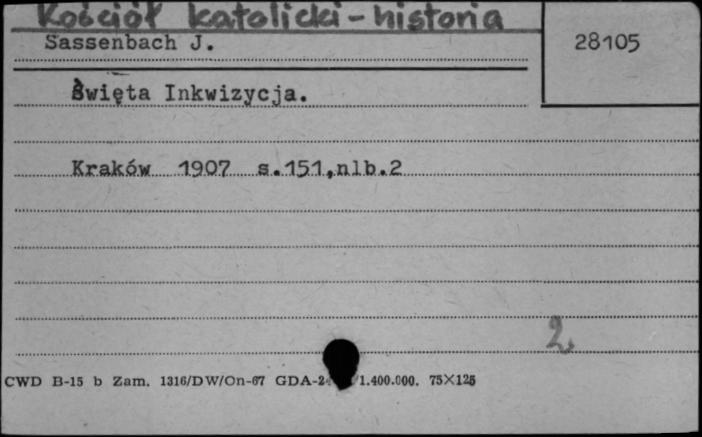 Kościół katolicki - historia
Sassenbach J.
28105
Święta Inkwizycja.
Kraków 1907 s.151,nlb.2
2
CWD B-15 b Zam. 1316/DW/On-67 GDA-2 1.400.000. 75X125